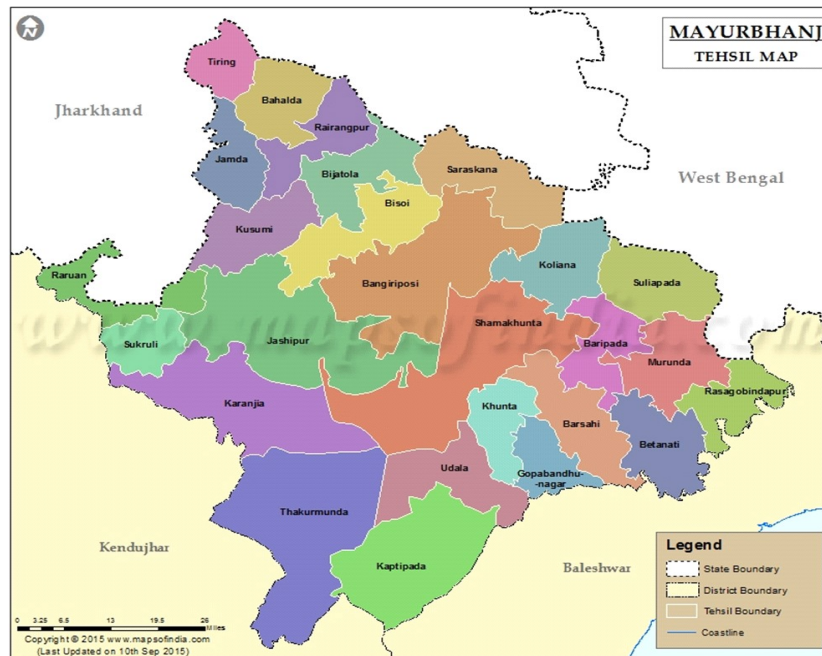 MAYURBHANJ
TEHSIL MAP
N
Tiring
Bahalda
Jharkhand
Rairangpur
Jamda
Bijatola
Saraskana
West Bengal
Bisoi
Kusumi
Koliana
Raruan
Bangiriposi
Suliapada
www.mapsofindia.com
Shamakhunta
Sukruli
Jashipur
Baripada
Murunda
Rasagobindapur
Karanjia
Khunta
Barsahi
Betanati
Udala
Gopabandhu-
-nagar
Thakurmunda
Kendujhar
Kaptipada
Baleshwar
Legend
State Boundary
District Boundary
Tehsil Boundary
Coastline
0 3.25 6.5 13 19.5 26
Miles
Copyright © 2015 www.mapsofindia.com
(Last Updated on 10th Sep 2015)